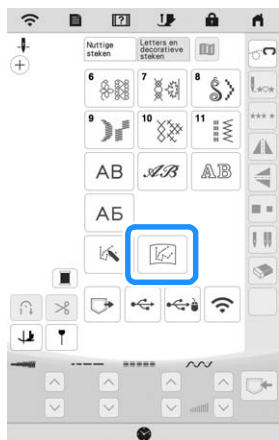 Nuttige
steken
Letters en
decoratieve
steken
6
7
8
9
10
11
AB
AB
AB
АБ